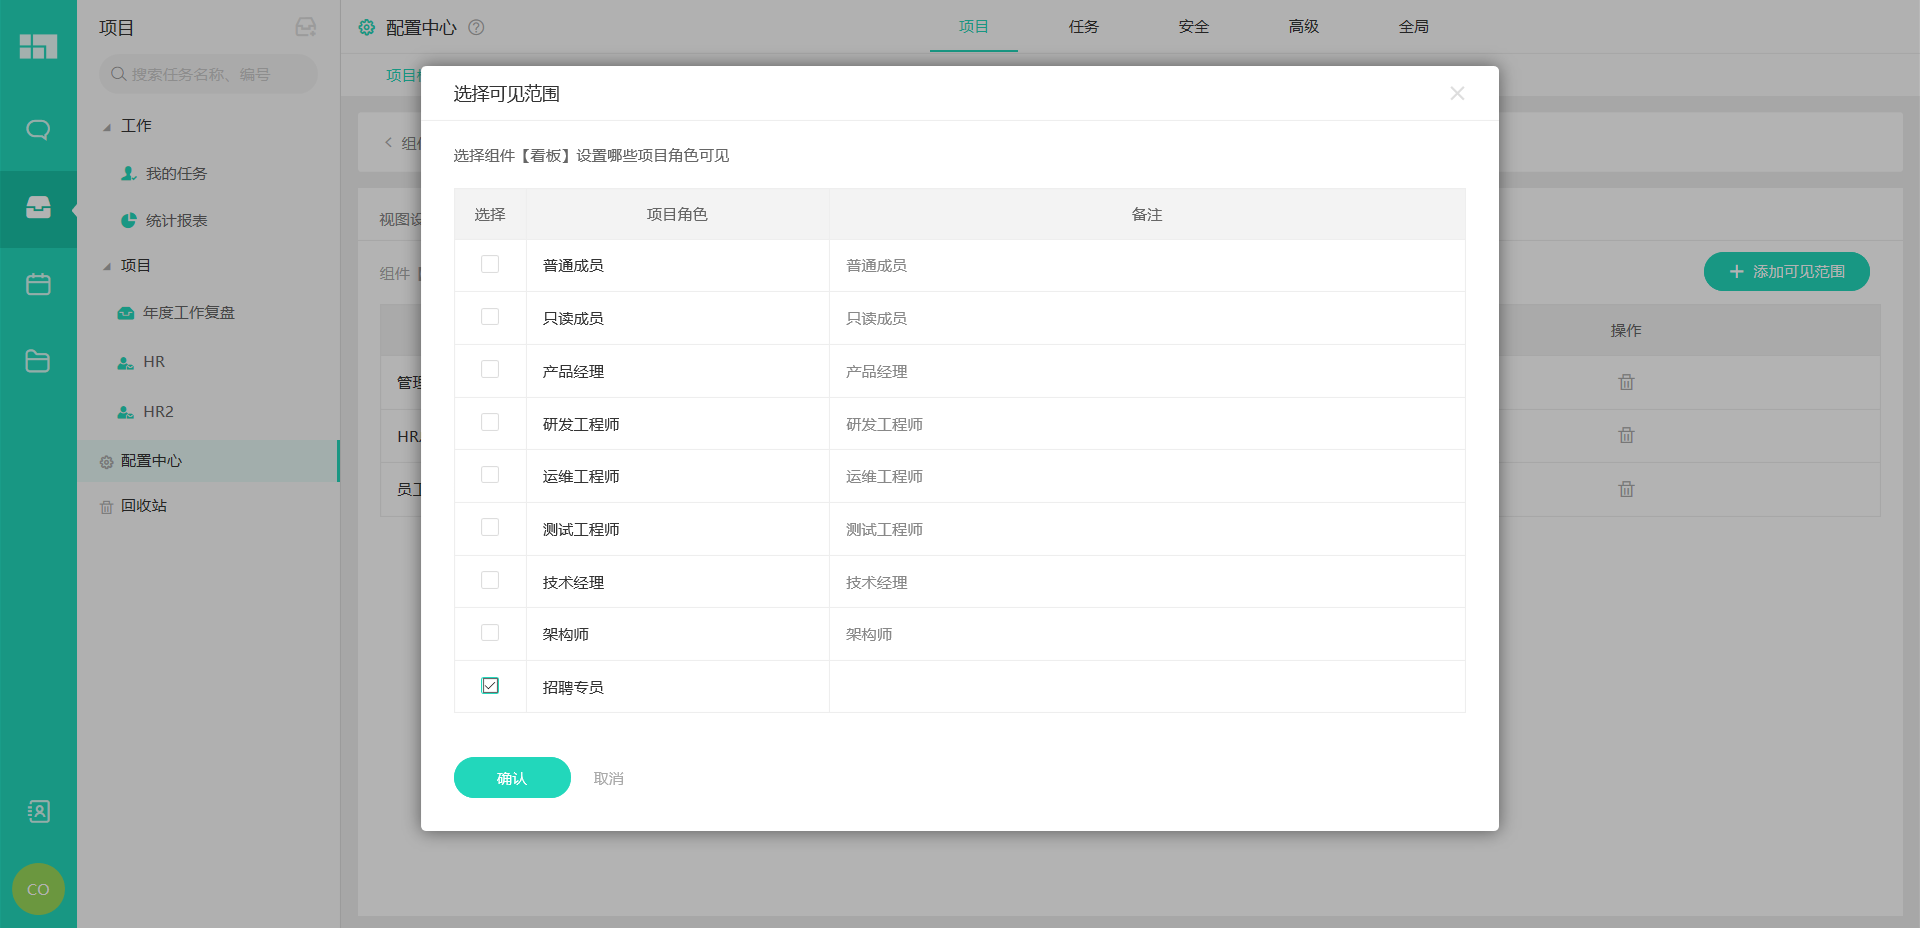 项目
搜索任务名称、编号
工作
我的任务
统计报表
项目
年度工作复盘
HR
HR2
配置中心
回收站
CO
配置中心
项目
任务
安全
高级
全局
选择可见范围
选择组件【看板】设置哪些项目角色可见
选择 项目角色 备注
普通成员 普通成员
只读成员 只读成员
产品经理 产品经理
研发工程师 研发工程师
运维工程师 运维工程师
测试工程师 测试工程师
技术经理 技术经理
架构师 架构师
招聘专员
确认 取消
项目
视图设
组件【
添加可见范围
操作
管理
HR
员工